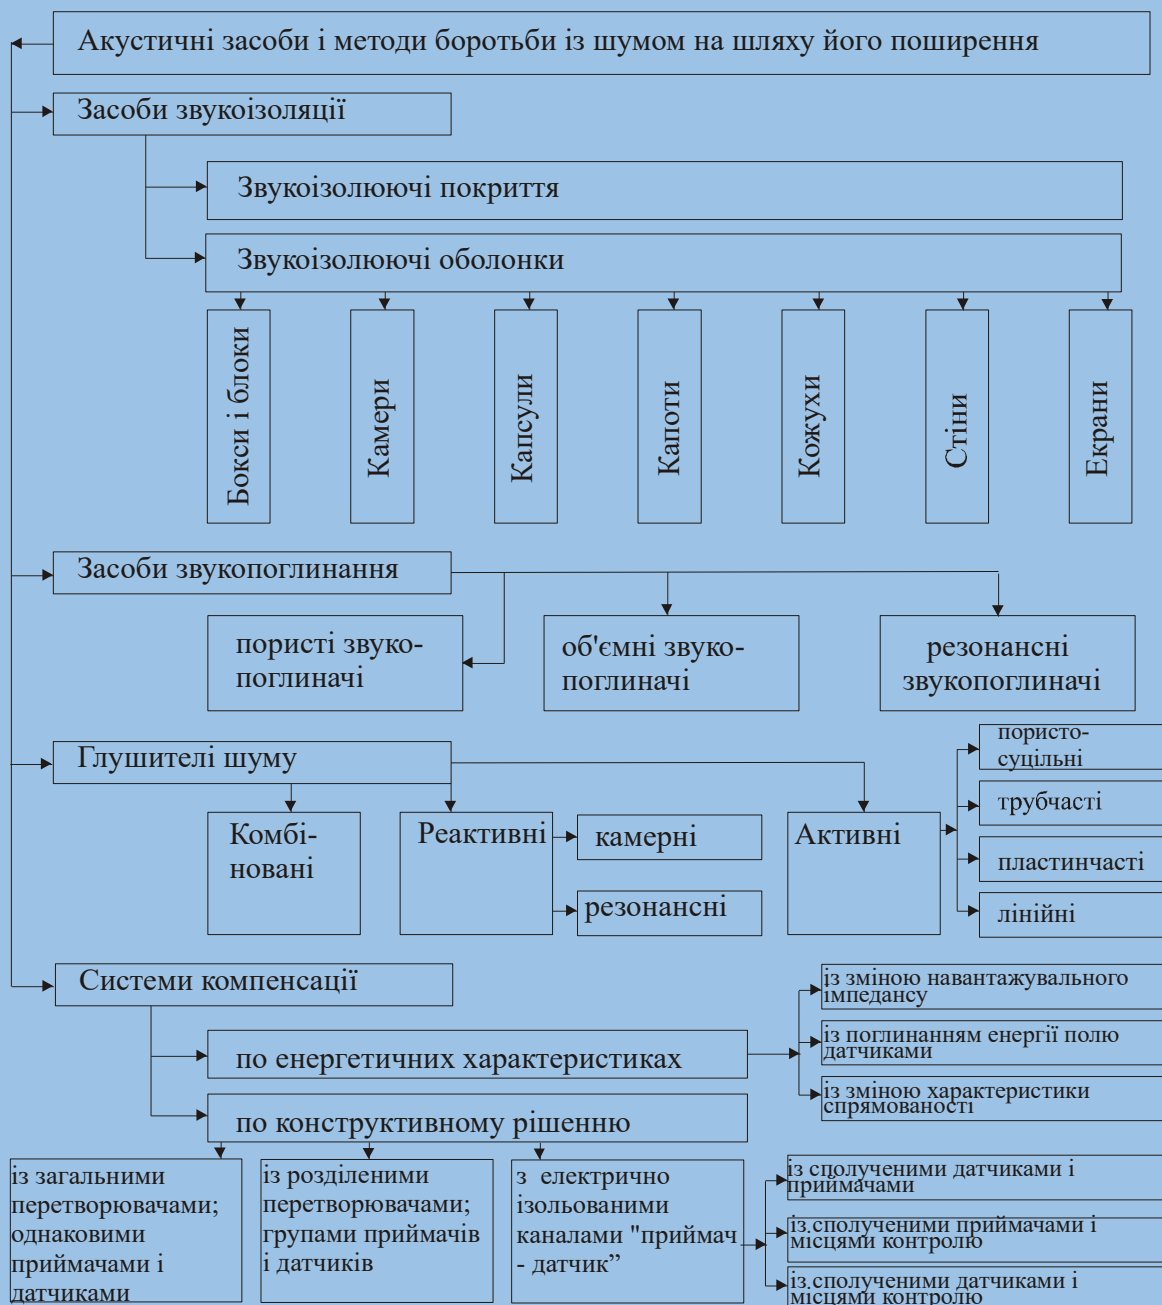 Акустичні засоби і методи боротьби із шумом на шляху його поширення
Засоби звукоізоляції
Звукоізолюючі покриття
Звукоізолюючі оболонки
Бокси і блоки
Камери
Капсули
Капоти
Кожухи
Стіни
Екрани
Засоби звукопоглинання
пористі звуко-
поглиначі
об'ємні звуко-
поглиначі
резонансні
звукопоглиначі
Глушителі шуму
Комбі-
новані
Реактивні
камерні
резонансні
Активні
пористо-
суцільні
трубчасті
пластинчасті
лінійні
Системи компенсації
по енергетичних характеристиках
із зміною навантажувального
імпедансу
із поглинанням енергії полю
датчиками
із зміною характеристики
спрямованості
по конструктивному рішенню
із загальними
перетворювачами;
однаковими
приймачами і
датчиками
із розділеними
перетворювачами;
групами приймачів
і датчиків
з електрично
ізольованими
каналами "приймач
- датчик”
із сполученими датчиками і
приймачами
із сполученими приймачами і
місцями контролю
із сполученими датчиками і
місцями контролю